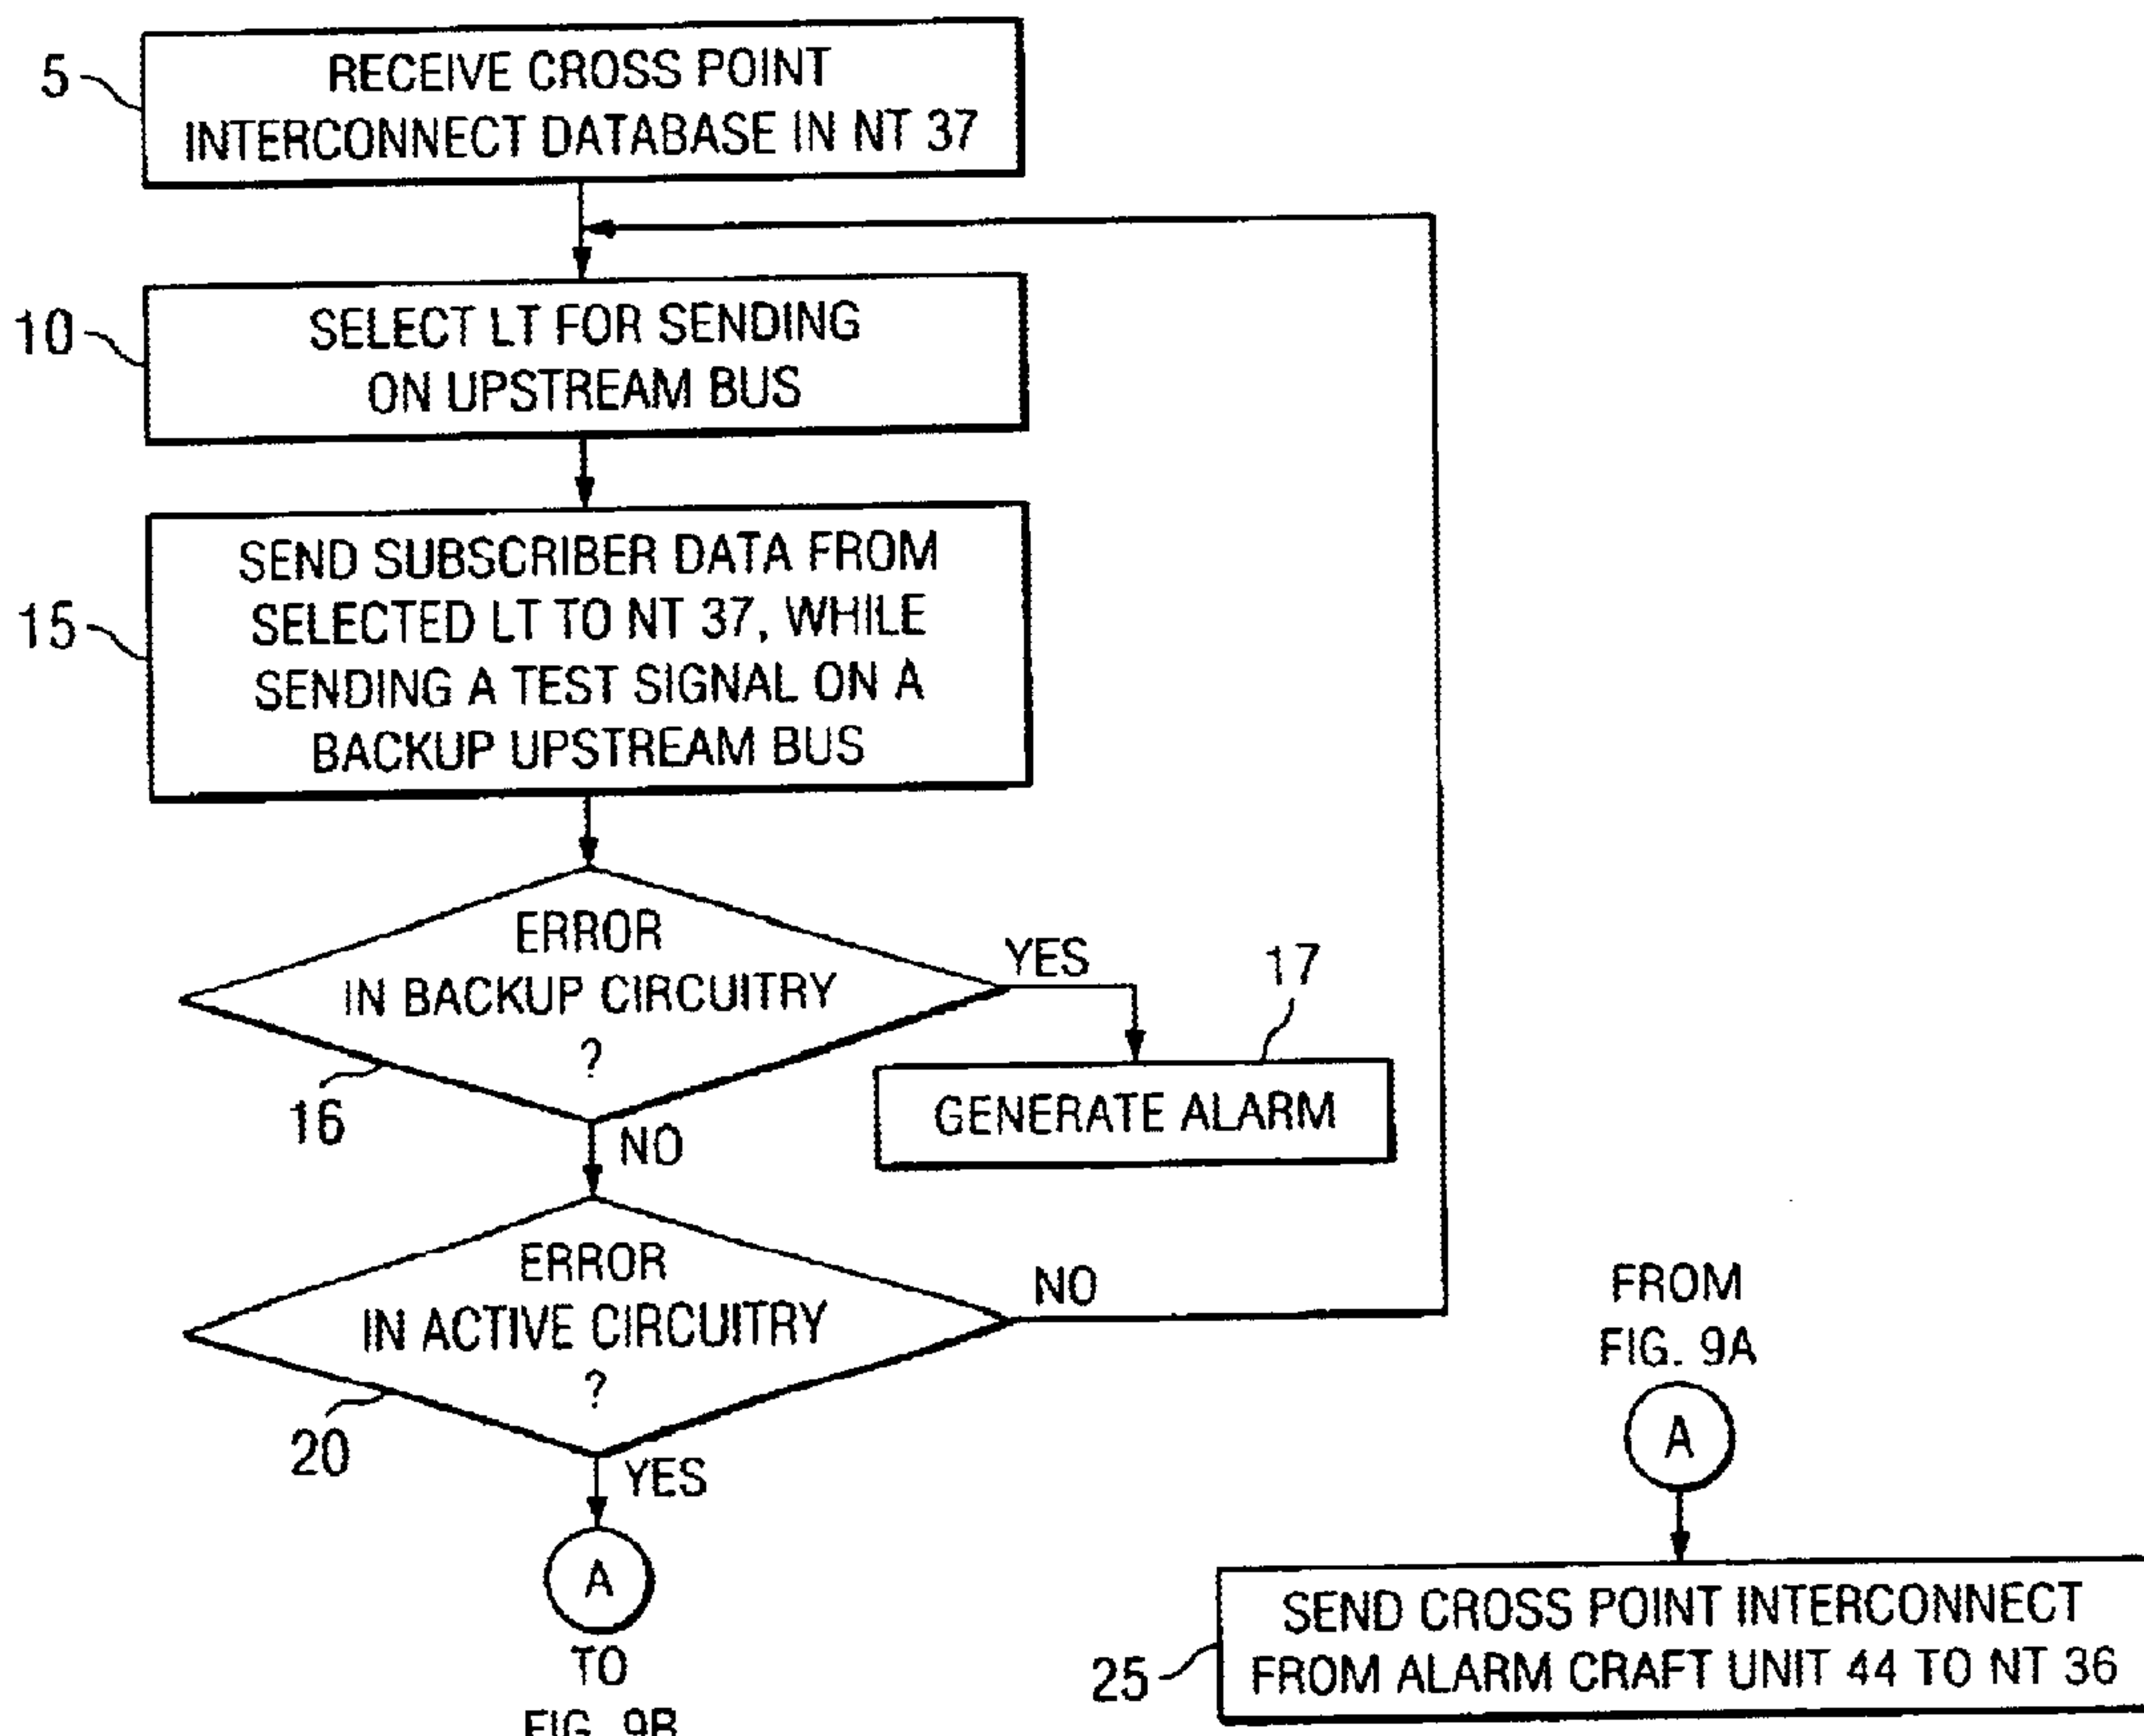 5
RECEIVE CROSS POINT
INTERCONNECT DATABASE IN NT 37
10
SELECT LT FOR SENDING
ON UPSTREAM BUS
15
SEND SUBSCRIBER DATA FROM
SELECTED LT TO NT 37, WHILE
SENDING A TEST SIGNAL ON A
BACKUP UPSTREAM BUS
ERROR
IN BACKUP CIRCUITRY
?
16
YES
17
GENERATE ALARM
NO
ERROR
IN ACTIVE CIRCUITRY
?
20
NO
YES
A
TO
FIG. 9B
FROM
FIG. 9A
A
25
SEND CROSS POINT INTERCONNECT
FROM ALARM CRAFT UNIT 44 TO NT 36